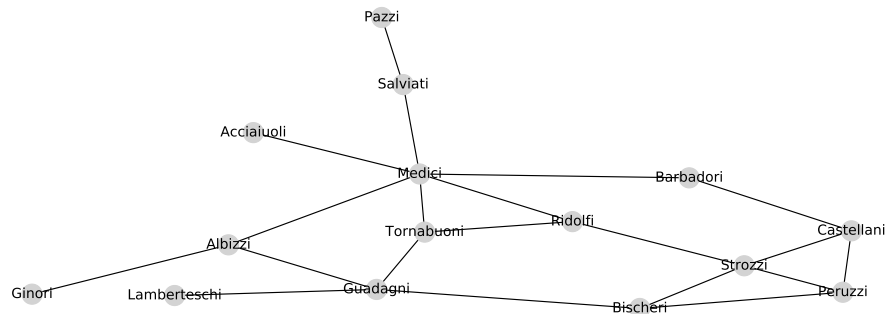 Pazzi
Salviati
Acciaiuoli
Medici
Barbadori
Ridolfi
Castellani
Tornabuoni
Albizzi
Strozzi
Guadagni
Peruzzi
Ginori
Lamberteschi
Bischeri